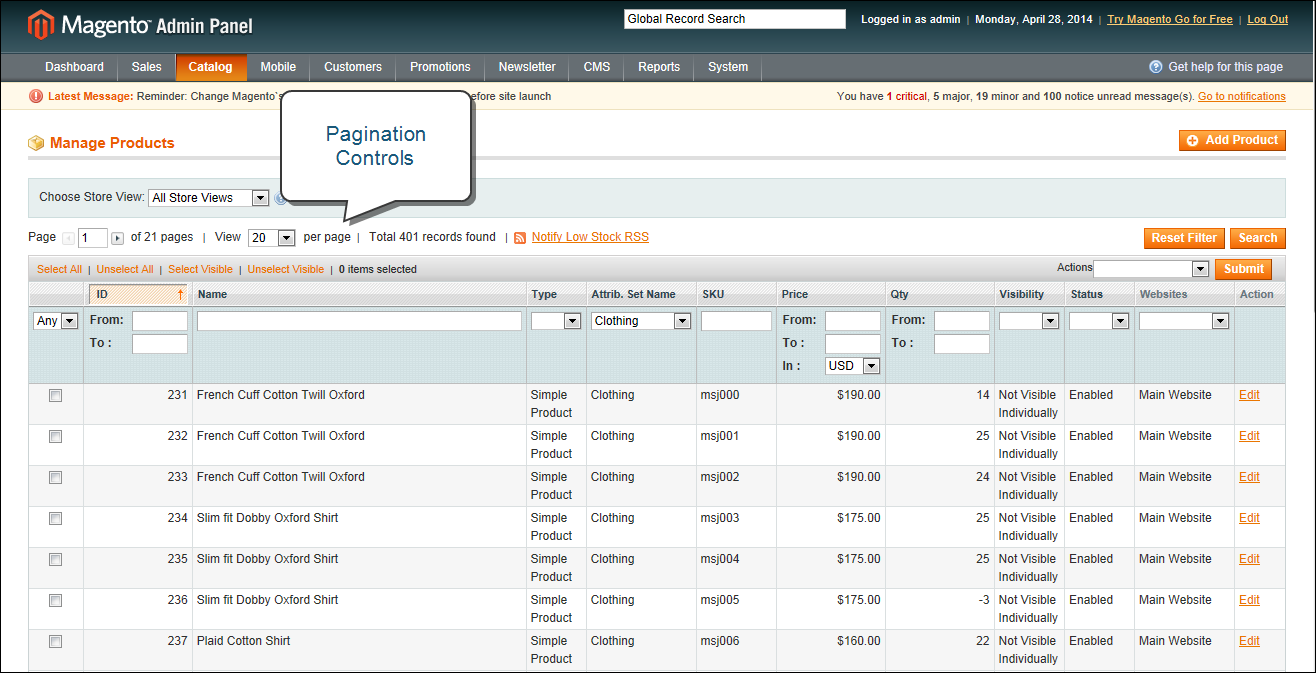 Magento™ Admin Panel
Global Record Search
Logged in as admin | Monday, April 28, 2014 | Try Magento Go for Free | Log Out
Dashboard Sales Catalog Mobile Customers Promotions Newsletter CMS Reports System Get help for this page
Latest Message: Reminder: Change Magento`s efore site launch You have 1 critical, 5 major, 19 minor and 100 notice unread message(s). Go to notifications
Pagination
Controls
Manage Products Add Product
Choose Store View: All Store Views
Page 1 of 21 pages | View 20 per page | Total 401 records found | Notify Low Stock RSS Reset Filter Search
Select All | Unselect All | Select Visible | Unselect Visible | 0 items selected Actions Submit
ID Name Type Attrib. Set Name SKU Price Qty Visibility Status Websites Action
Any From: Clothing From: From:
To : To : To :
In : USD
231 French Cuff Cotton Twill Oxford Simple Clothing msj000 $190.00 14 Not Visible Enabled Main Website Edit
Product Individually
232 French Cuff Cotton Twill Oxford Simple Clothing msj001 $190.00 25 Not Visible Enabled Main Website Edit
Product Individually
233 French Cuff Cotton Twill Oxford Simple Clothing msj002 $190.00 24 Not Visible Enabled Main Website Edit
Product Individually
234 Slim fit Dobby Oxford Shirt Simple Clothing msj003 $175.00 25 Not Visible Enabled Main Website Edit
Product Individually
235 Slim fit Dobby Oxford Shirt Simple Clothing msj004 $175.00 25 Not Visible Enabled Main Website Edit
Product Individually
236 Slim fit Dobby Oxford Shirt Simple Clothing msj005 $175.00 -3 Not Visible Enabled Main Website Edit
Product Individually
237 Plaid Cotton Shirt Simple Clothing msj006 $160.00 22 Not Visible Enabled Main Website Edit
Product Individually